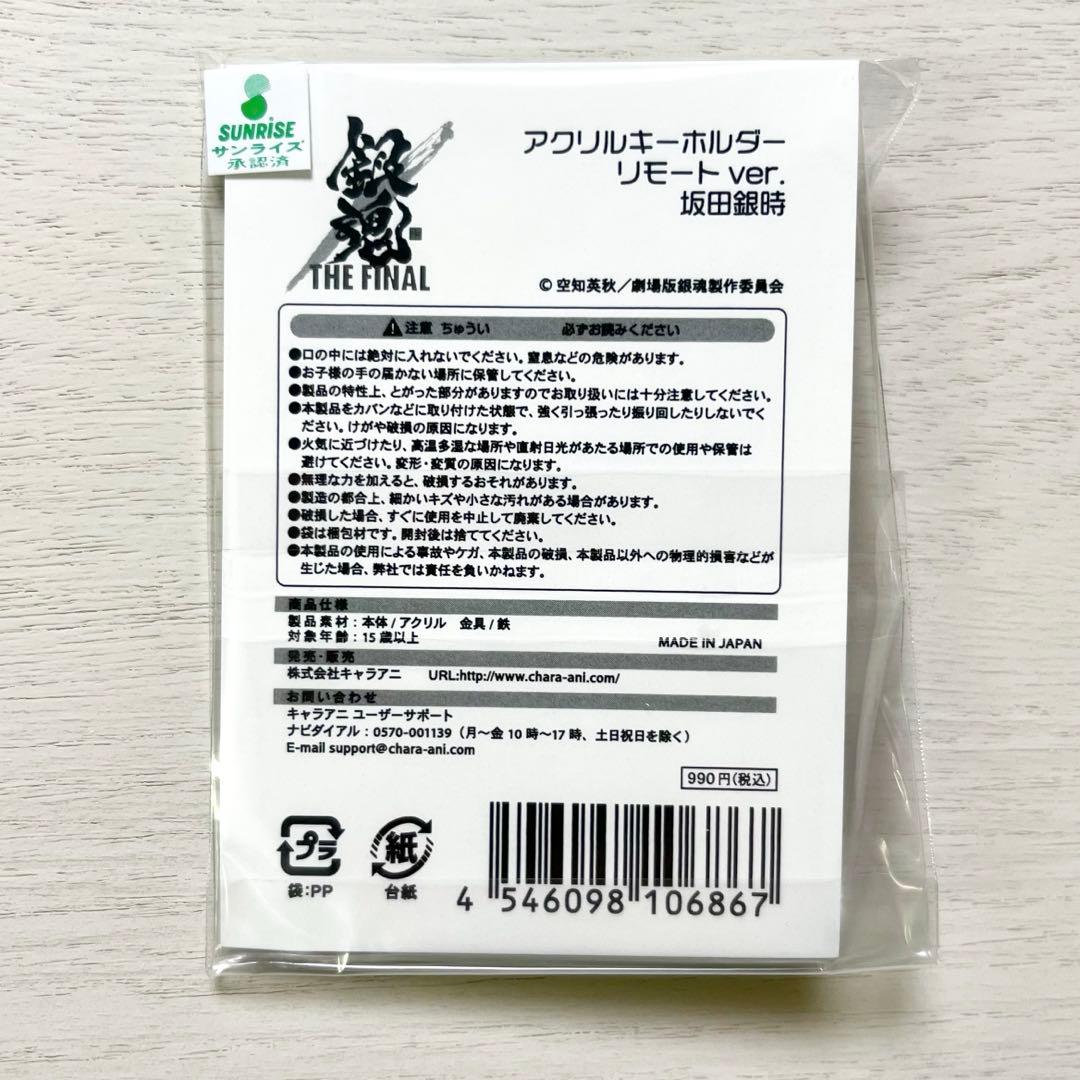 SUNRISE
サンライズ
承認済
銀魂
THE FINAL
アクリルキーホルダー
リモート ver.
坂田銀時
© 空知英秋／劇場版銀魂製作委員会
注意 ちゅうい 必ずお読みください
●口の中には絶対に入れないでください。窒息などの危険があります。
●お子様の手の届かない場所に保管してください。
●製品の特性上、とがった部分がありますのでお取り扱いには十分注意してください。
●本製品をカバンなどに取り付けた状態で、強く引っ張ったり振り回したりしないでく
ださい。けがや破損の原因になります。
●火気に近づけたり、高温多湿な場所や直射日光があたる場所での使用や保管は
避けてください。変形・変質の原因になります。
●無理な力を加えると、破損するおそれがあります。
●製造の都合上、細かいキズや小さな汚れがある場合があります。
●破損した場合、すぐに使用を中止して廃棄してください。
●袋は梱包材です。開封後は捨ててください。
●本製品の使用による事故やケガ、本製品の破損、本製品以外への物理的損害などが
生じた場合、弊社では責任を負いかねます。
商品仕様
製品素材：本体/アクリル 金具/鉄
対象年齢：15歳以上
MADE IN JAPAN
発売・販売
株式会社キャラアニ URL:http://www.chara-ani.com/
お問い合わせ
キャラアニ ユーザーサポート
ナビダイアル：0570-001139（月〜金 10時〜17時、土日祝日を除く）
E-mail support@chara-ani.com
990円(税込)
プラ
袋：PP
紙
台紙
4 546098 106867